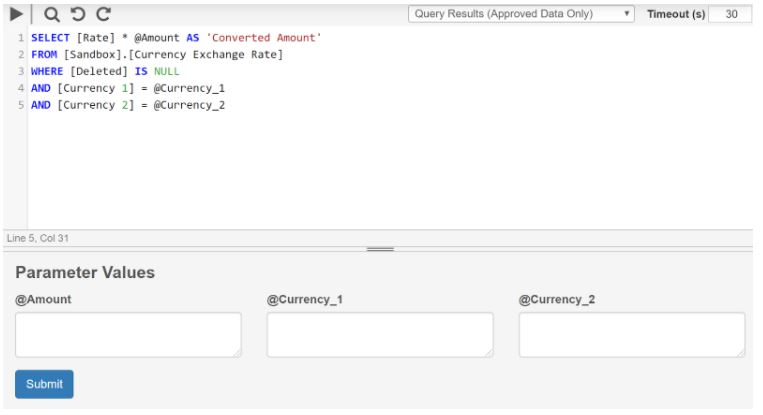 Query Results (Approved Data Only) Timeout (s) 30
1 SELECT [Rate] * @Amount AS 'Converted Amount'
2 FROM [Sandbox].[Currency Exchange Rate]
3 WHERE [Deleted] IS NULL
4 AND [Currency 1] = @Currency_1
5 AND [Currency 2] = @Currency_2
Line 5, Col 31
Parameter Values
@Amount @Currency_1 @Currency_2
Submit